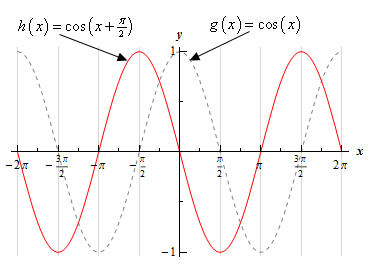 h(x)=cos(x+π/2)
g(x)=cos(x)
y
1
-2π -3π/2 -π -π/2 π/2 π 3π/2 2π x
-1